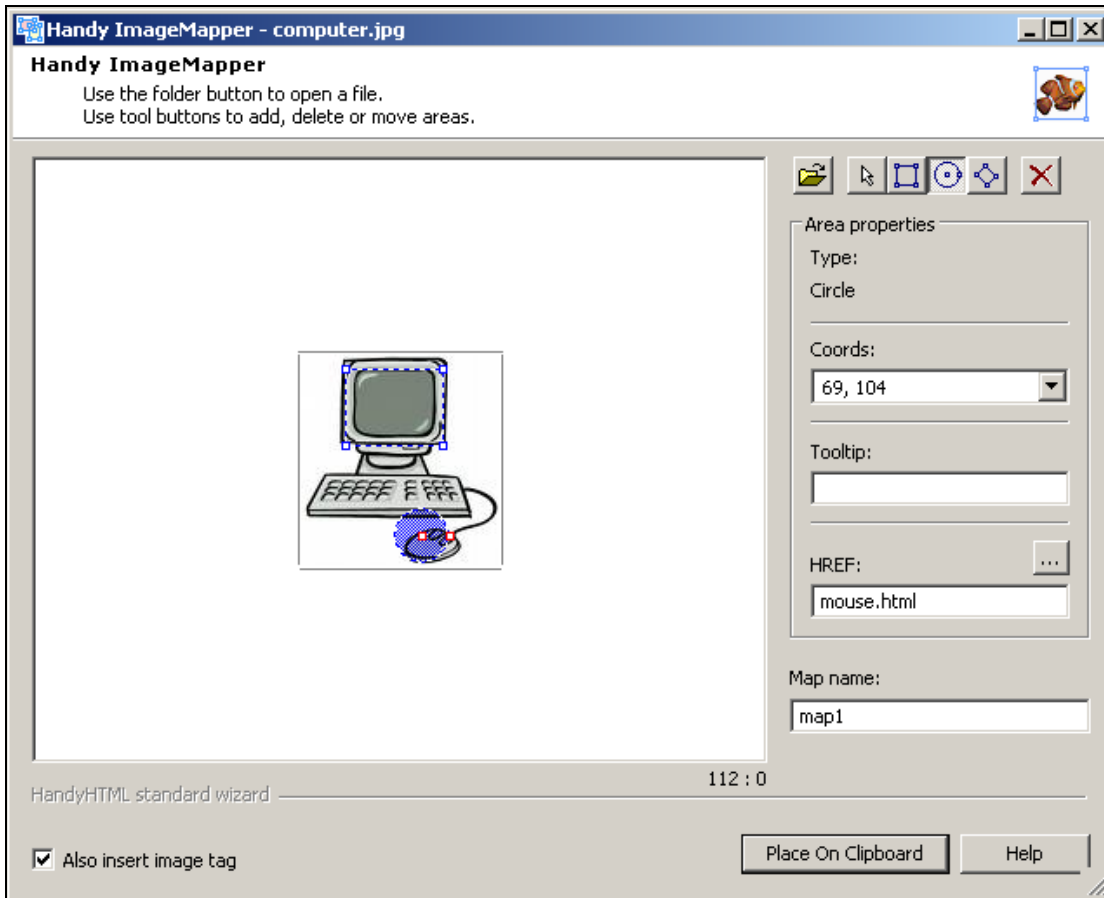 Handy ImageMapper - computer.jpg
Handy ImageMapper
Use the folder button to open a file.
Use tool buttons to add, delete or move areas.
Area properties
Type:
Circle
Coords:
69, 104
Tooltip:
HREF:
...
mouse.html
Map name:
map1
112 : 0
HandyHTML standard wizard
Also insert image tag
Place On Clipboard
Help